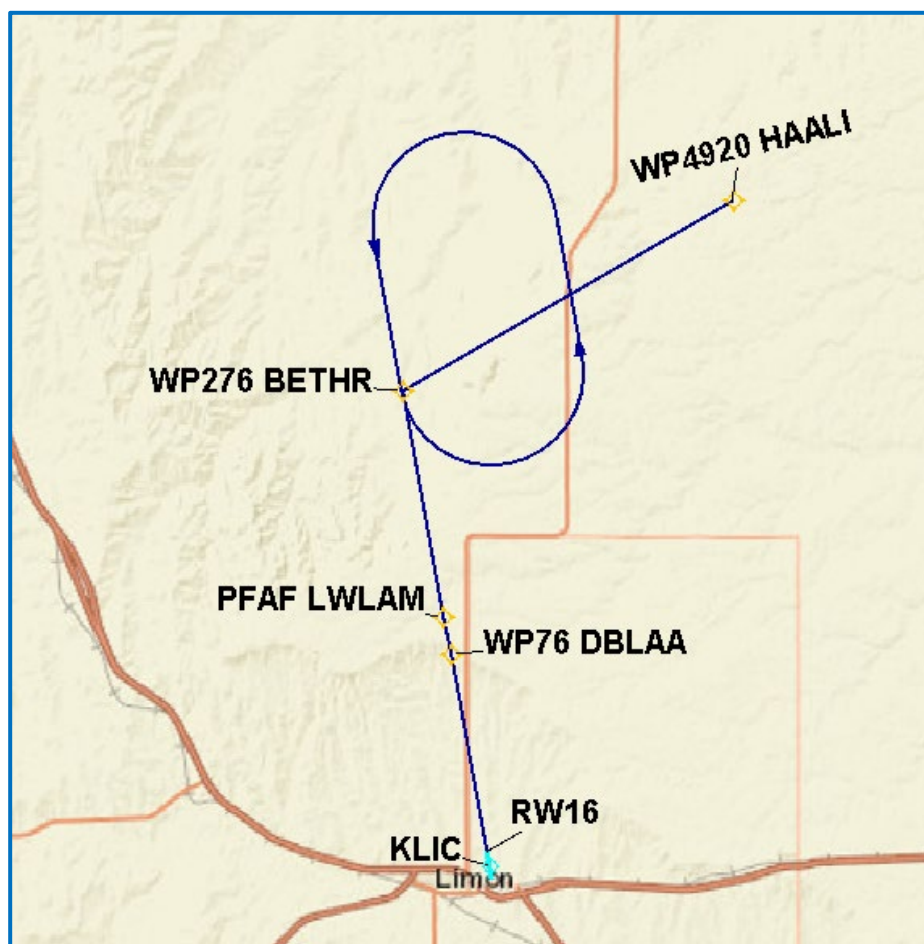 WP4920 HAALI
WP276 BETHR
PFAF LWLAM
WP76 DBLAA
RW16
KLIC
Limon